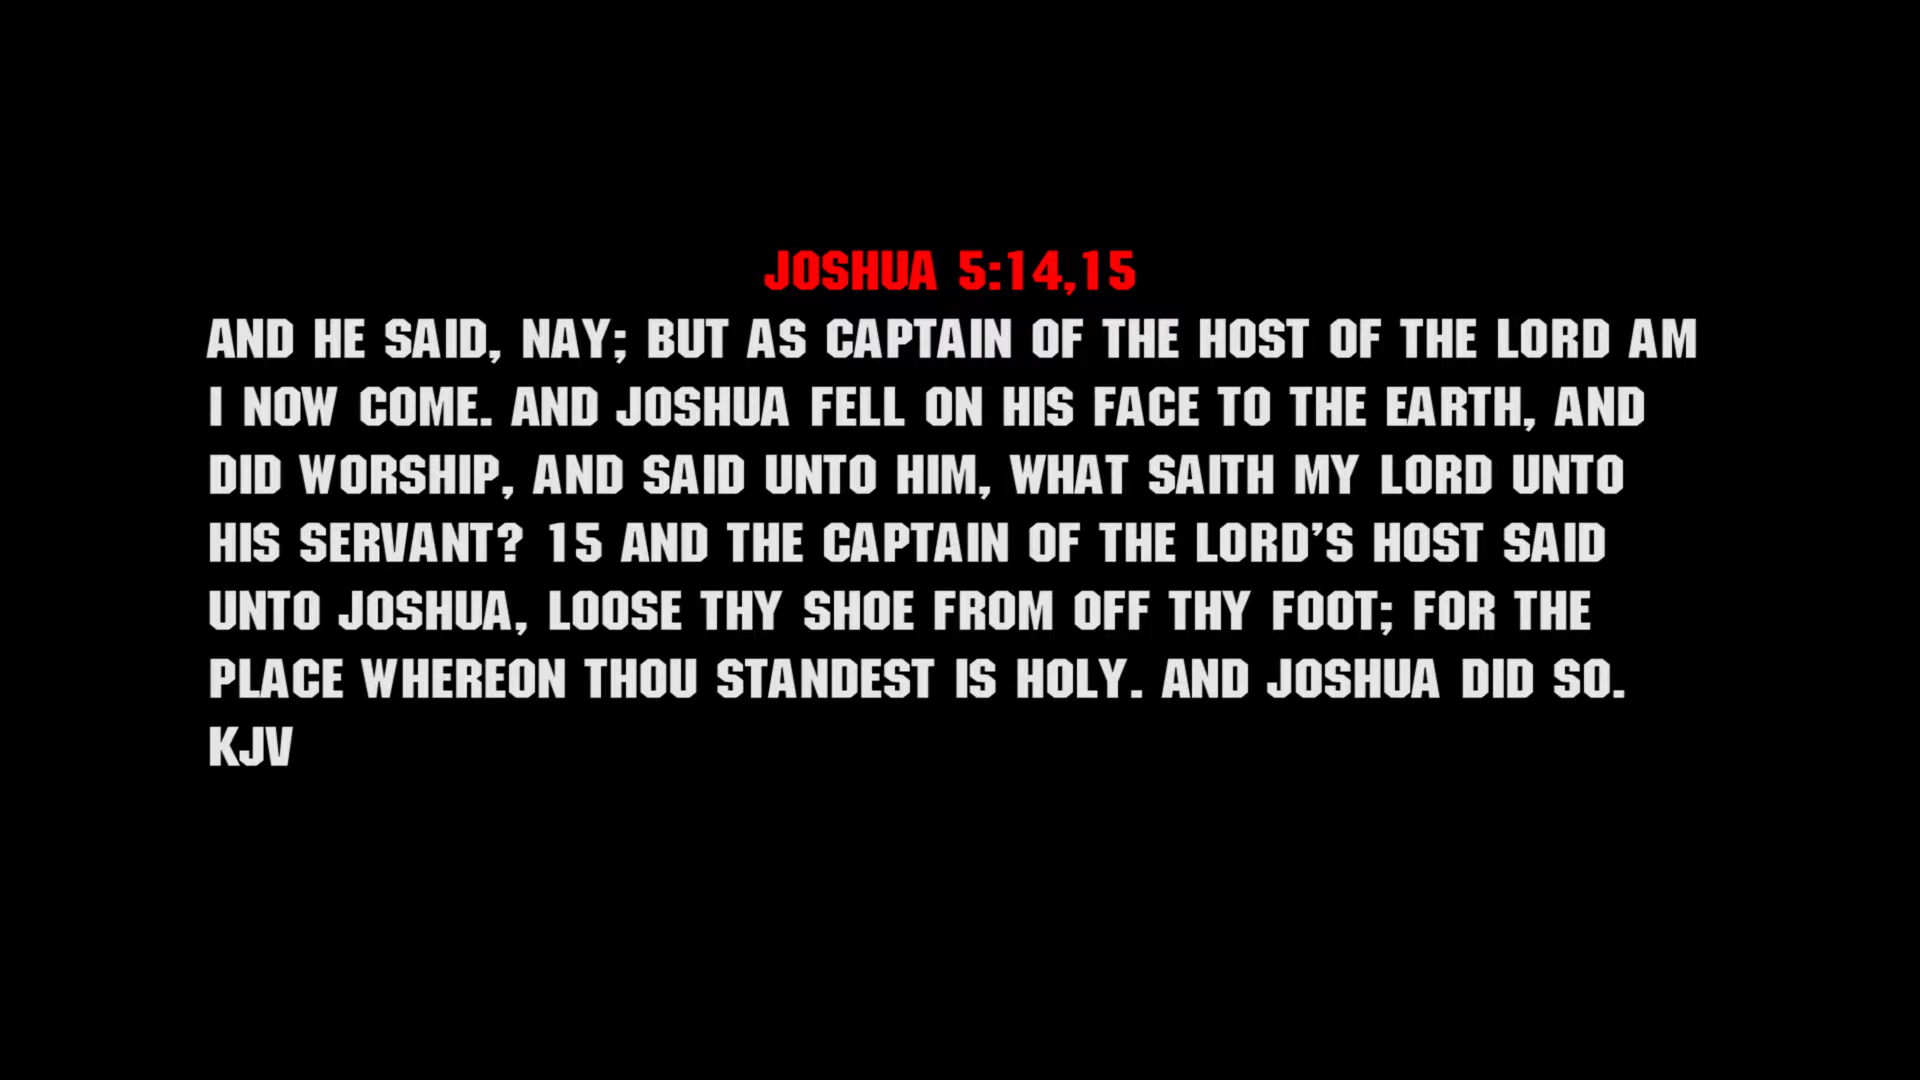 JOSHUA 5:14,15
AND HE SAID, NAY; BUT AS CAPTAIN OF THE HOST OF THE LORD AM
I NOW COME. AND JOSHUA FELL ON HIS FACE TO THE EARTH, AND
DID WORSHIP, AND SAID UNTO HIM, WHAT SAITH MY LORD UNTO
HIS SERVANT? 15 AND THE CAPTAIN OF THE LORD’S HOST SAID
UNTO JOSHUA, LOOSE THY SHOE FROM OFF THY FOOT; FOR THE
PLACE WHEREON THOU STANDEST IS HOLY. AND JOSHUA DID SO.
KJV